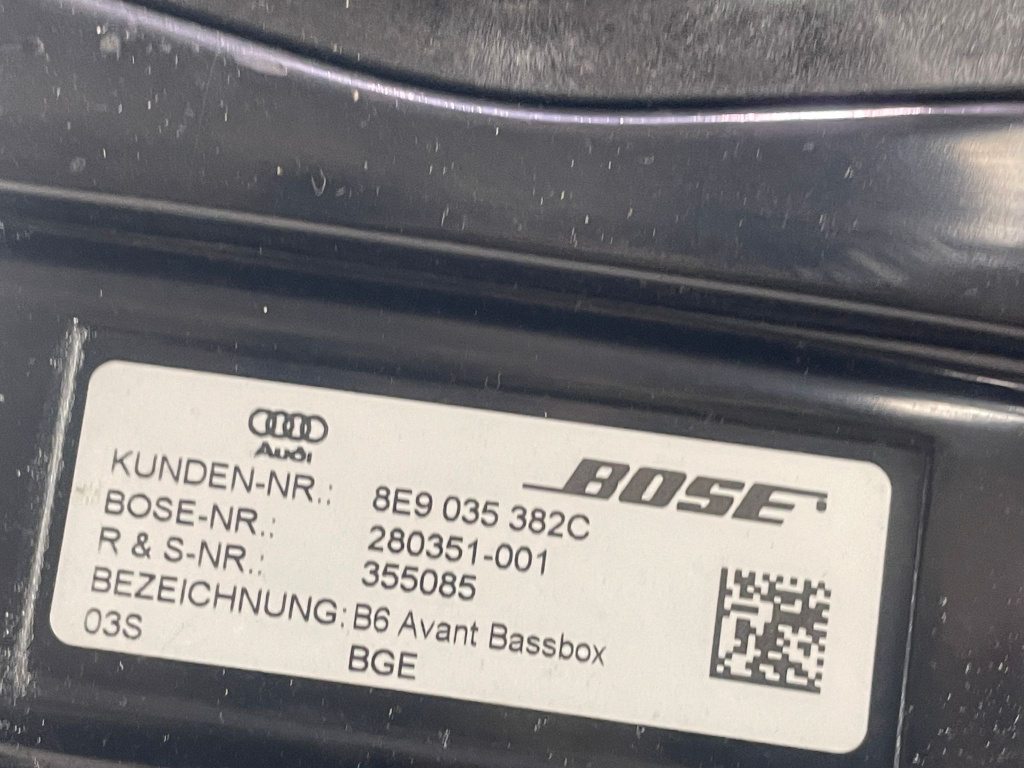 Audi
BOSE
KUNDEN-NR.: 8E9 035 382C
BOSE-NR.: 280351-001
R & S-NR.: 355085
BEZEICHNUNG: B6 Avant Bassbox
03S BGE